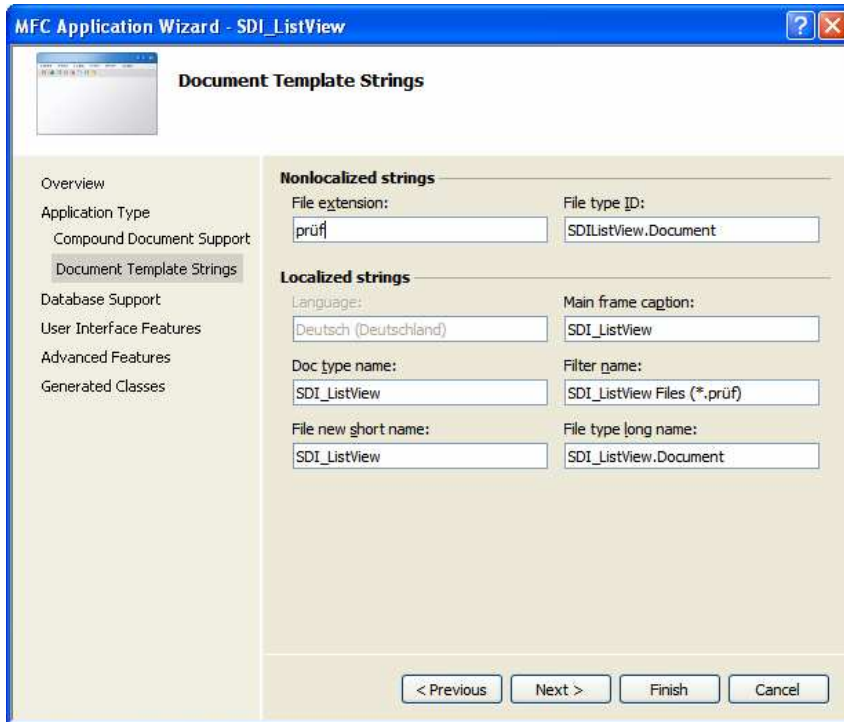 MFC Application Wizard - SDI_ListView
Document Template Strings
Overview
Application Type
Compound Document Support
Document Template Strings
Database Support
User Interface Features
Advanced Features
Generated Classes
Nonlocalized strings
File extension:
File type ID:
prüf
SDIListView.Document
Localized strings
Language:
Main frame caption:
Deutsch (Deutschland)
SDI_ListView
Doc type name:
Filter name:
SDI_ListView
SDI_ListView Files (*.prüf)
File new short name:
File type long name:
SDI_ListView
SDI_ListView.Document
< Previous
Next >
Finish
Cancel